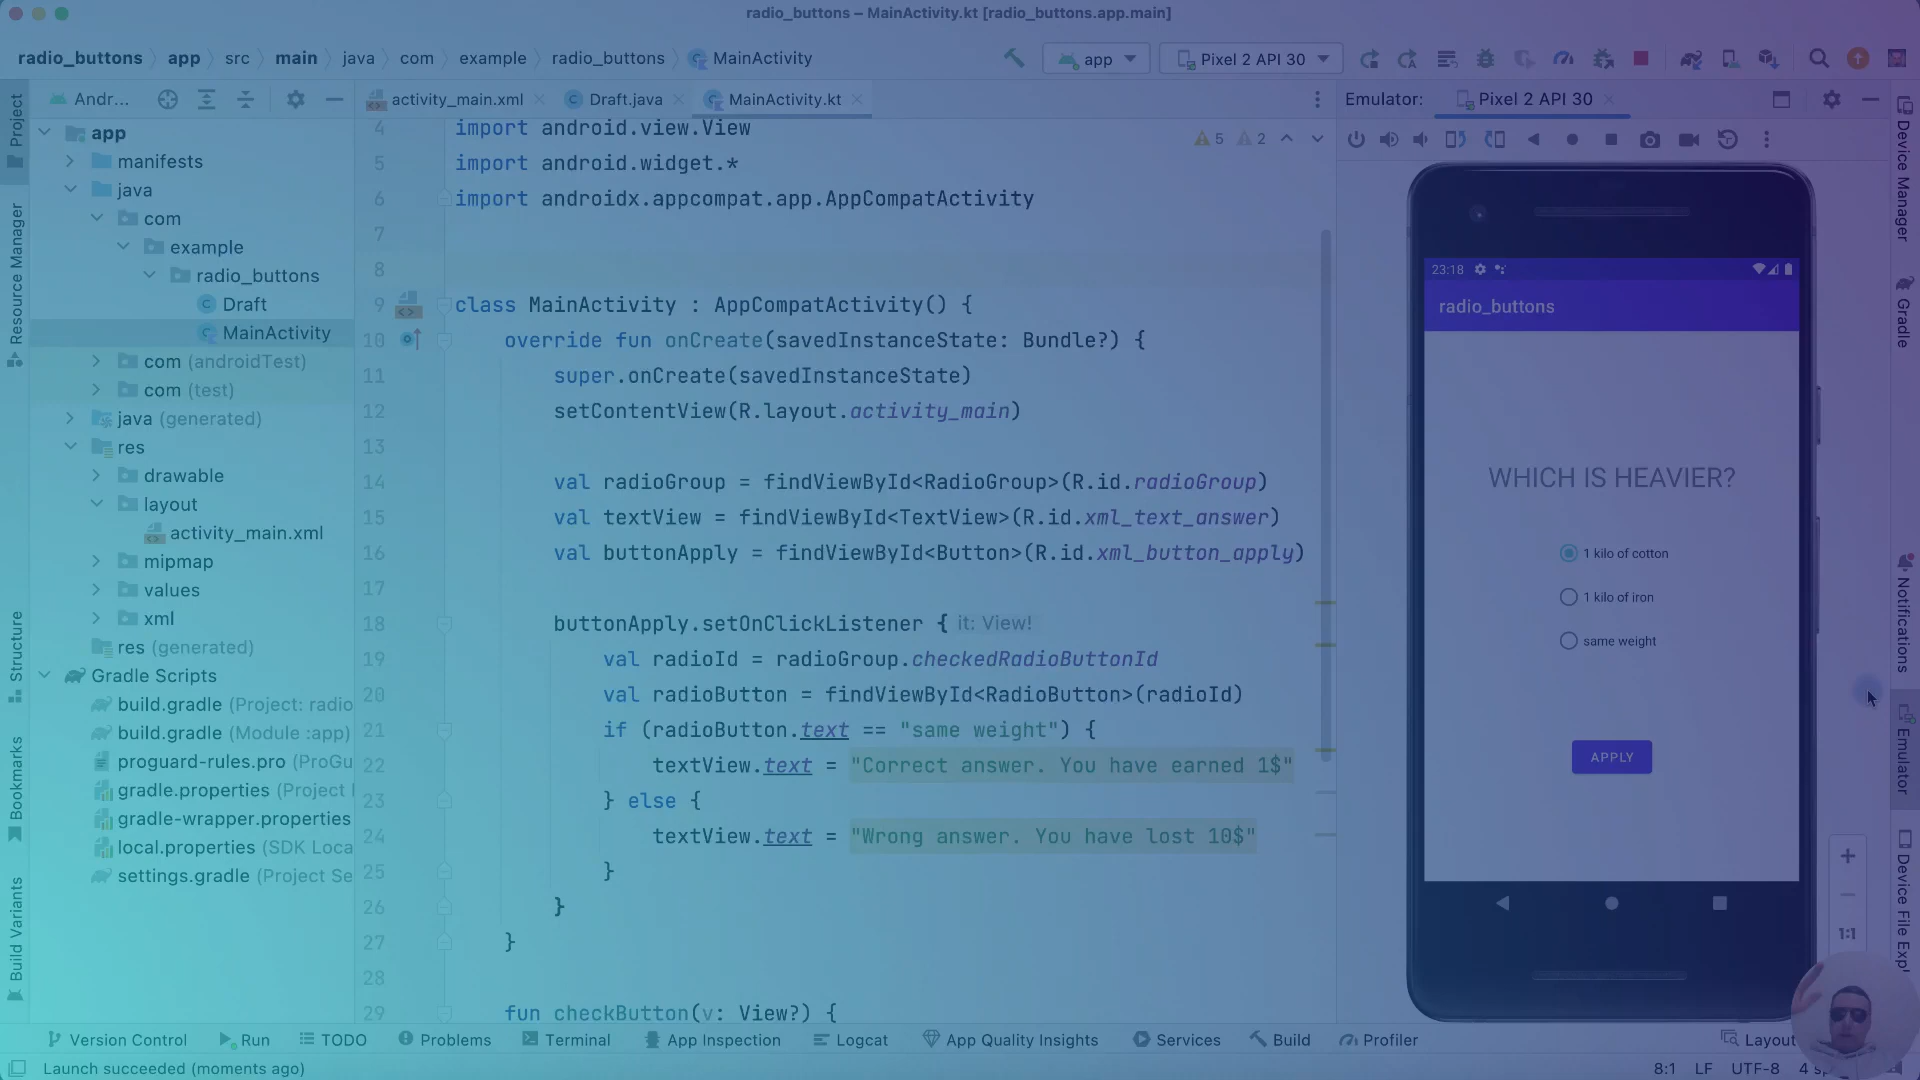 radio_buttons – MainActivity.kt [radio_buttons.app.main]
radio_buttons app src main java com example radio_buttons MainActivity
app Pixel 2 API 30
Andr...
activity_main.xml Draft.java MainActivity.kt
Emulator: Pixel 2 API 30
Project
Resource Manager
Structure
Bookmarks
Build Variants
app
manifests
java
com
example
radio_buttons
Draft
MainActivity
com (androidTest)
com (test)
java (generated)
res
drawable
layout
activity_main.xml
mipmap
values
xml
res (generated)
Gradle Scripts
build.gradle (Project: radio
build.gradle (Module :app)
proguard-rules.pro (ProGu
gradle.properties (Project
gradle-wrapper.properties
local.properties (SDK Loca
settings.gradle (Project Se
5 2
4 import android.view.View
5 import android.widget.*
6 import androidx.appcompat.app.AppCompatActivity
7
8
9 class MainActivity : AppCompatActivity() {
10 override fun onCreate(savedInstanceState: Bundle?) {
11 super.onCreate(savedInstanceState)
12 setContentView(R.layout.activity_main)
13
14 val radioGroup = findViewById<RadioGroup>(R.id.radioGroup)
15 val textView = findViewById<TextView>(R.id.xml_text_answer)
16 val buttonApply = findViewById<Button>(R.id.xml_button_apply)
17
18 buttonApply.setOnClickListener { it: View!
19 val radioId = radioGroup.checkedRadioButtonId
20 val radioButton = findViewById<RadioButton>(radioId)
21 if (radioButton.text == "same weight") {
22 textView.text = "Correct answer. You have earned 1$"
23 } else {
24 textView.text = "Wrong answer. You have lost 10$"
25 }
26 }
27 }
28
29 fun checkButton(v: View?) {
23:18
radio_buttons
WHICH IS HEAVIER?
1 kilo of cotton
1 kilo of iron
same weight
APPLY
1:1
Device Manager
Gradle
Notifications
Emulator
Device File Expl
Version Control Run TODO Problems Terminal App Inspection Logcat App Quality Insights Services Build Profiler Layou
Launch succeeded (moments ago)
8:1 LF UTF-8 4 sp